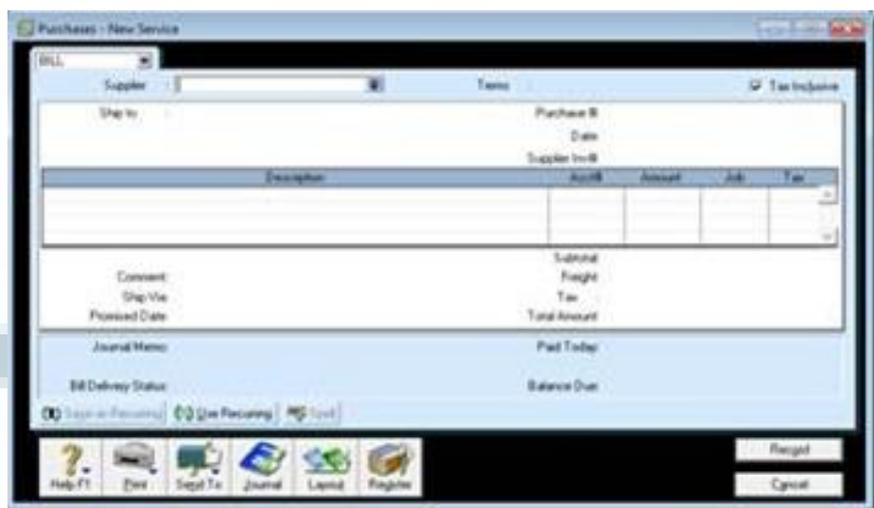 Purchases - New Service
BILL
Supplier : Terms : Tax Inclusive
Ship to : Purchase #
Date
Supplier Inv#
Description Acct# Amount Job Tax
Subtotal
Comment: Freight
Ship Via: Tax
Promised Date: Total Amount
Journal Memo: Paid Today:
Bill Delivery Status: Balance Due:
Save as Recurring Use Recurring Spell
Help F1 Print Send To Journal Layout Register
Record
Cancel